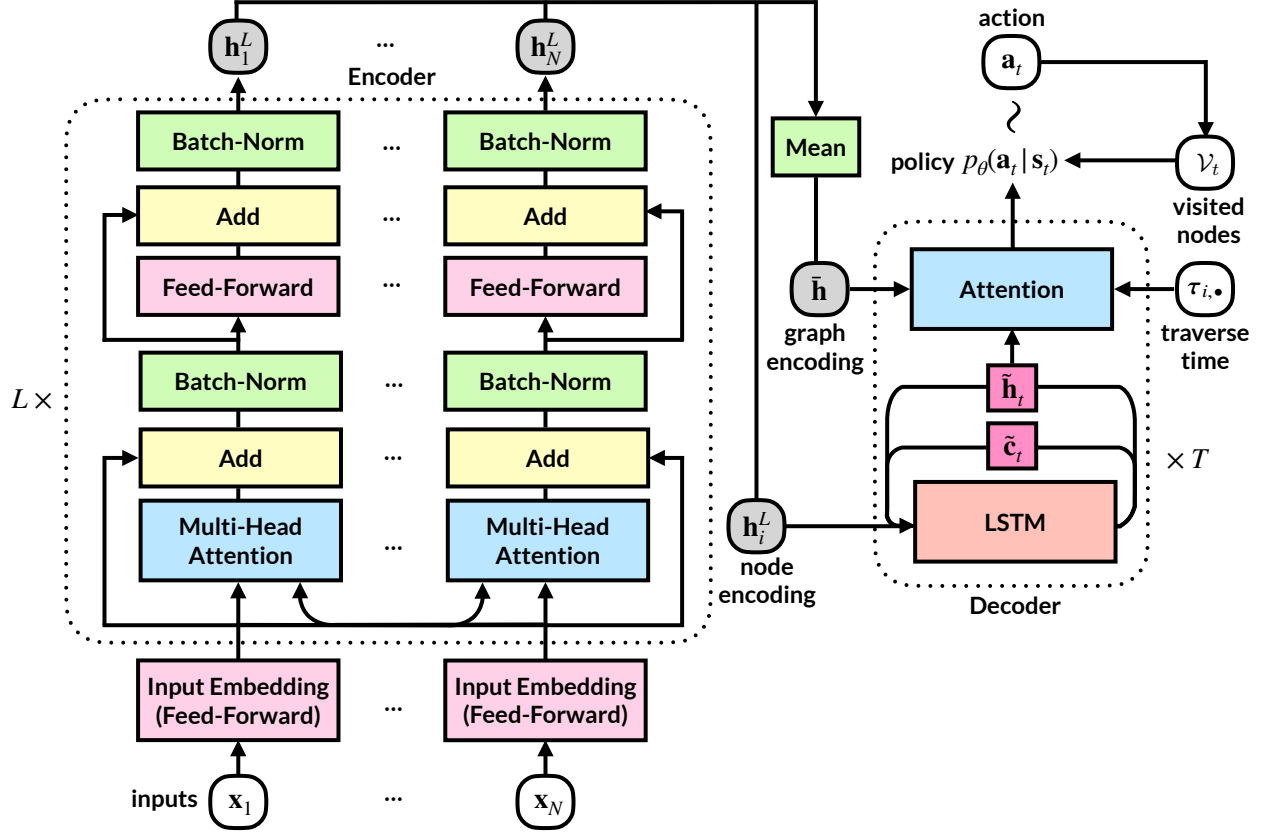 h_1^L ... h_N^L
Encoder
Batch-Norm ... Batch-Norm
Add ... Add
Feed-Forward ... Feed-Forward
Batch-Norm ... Batch-Norm
L ×
Add ... Add
Multi-Head
Attention
...
Multi-Head
Attention
Input Embedding
(Feed-Forward)
...
Input Embedding
(Feed-Forward)
inputs x_1 ... x_N
Mean
h̄
graph
encoding
h_i^L
node
encoding
action
a_t
~
policy p_θ(a_t | s_t)
𝒱_t
visited
nodes
Attention
τ_{i,•}
traverse
time
h̃_t
c̃_t
× T
LSTM
Decoder